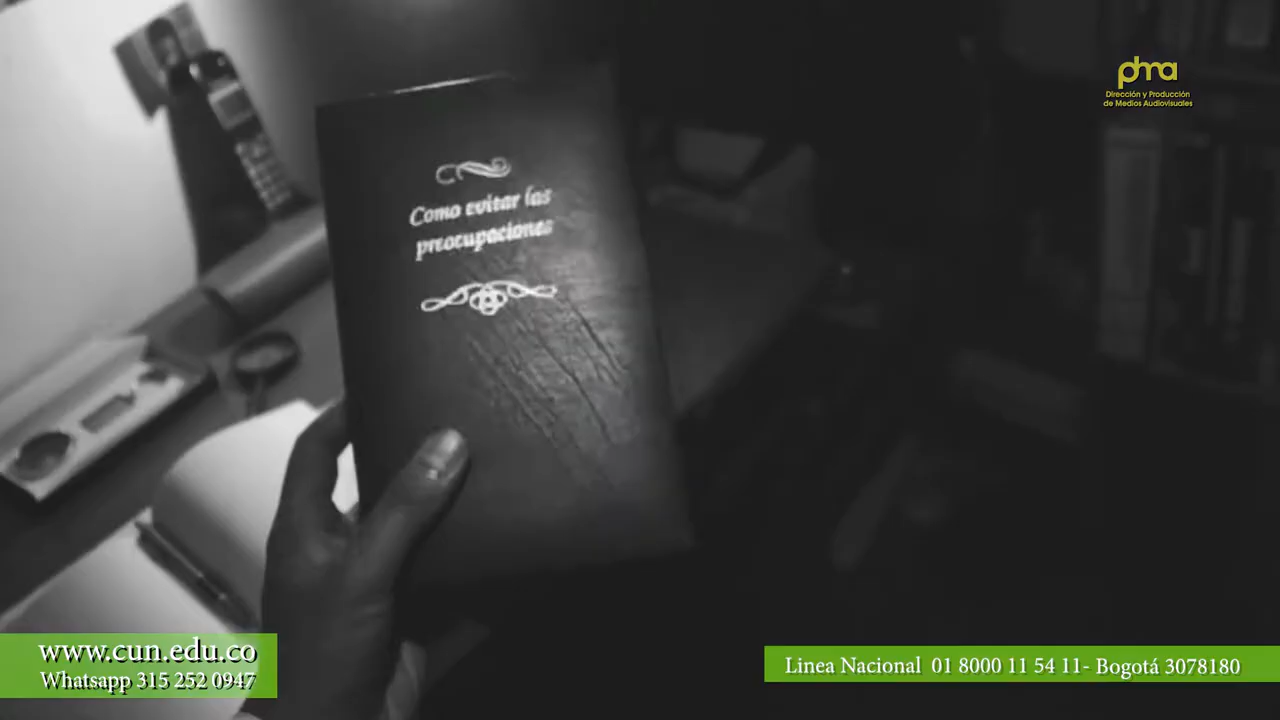 pma
Dirección y Producción
de Medios Audiovisuales
Como evitar las
preocupaciones
www.cun.edu.co
Whatsapp 315 252 0947
Linea Nacional 01 8000 11 54 11- Bogotá 3078180